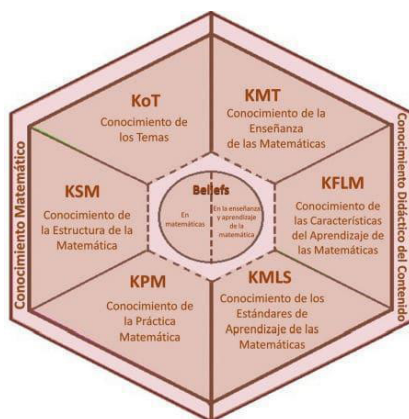 Conocimiento Matemático
KoT
Conocimiento de
los Temas
KMT
Conocimiento de la
Enseñanza
de las Matemáticas
KSM
Conocimiento de
la Estructura de la
Matemática
Beliefs
En
matemáticas
En la enseñanza
y aprendizaje
de la
matemática
KFLM
Conocimiento de
las Características
del Aprendizaje de
las Matemáticas
KPM
Conocimiento de
la Práctica
Matemática
KMLS
Conocimiento de los
Estándares de
Aprendizaje de las
Matemáticas
Conocimiento Didáctico del Contenido